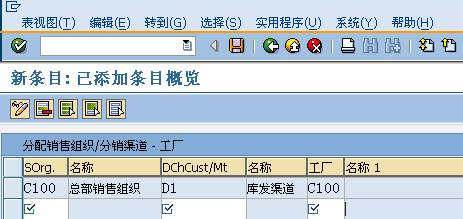 表视图(T) 编辑(E) 转到(G) 选择(S) 实用程序(U) 系统(Y) 帮助(H)
新条目:已添加条目概览
分配销售组织/分销渠道 - 工厂
SOrg. 名称 DChCust/Mt 名称 工厂 名称 1
C100 总部销售组织 D1 库发渠道 C100